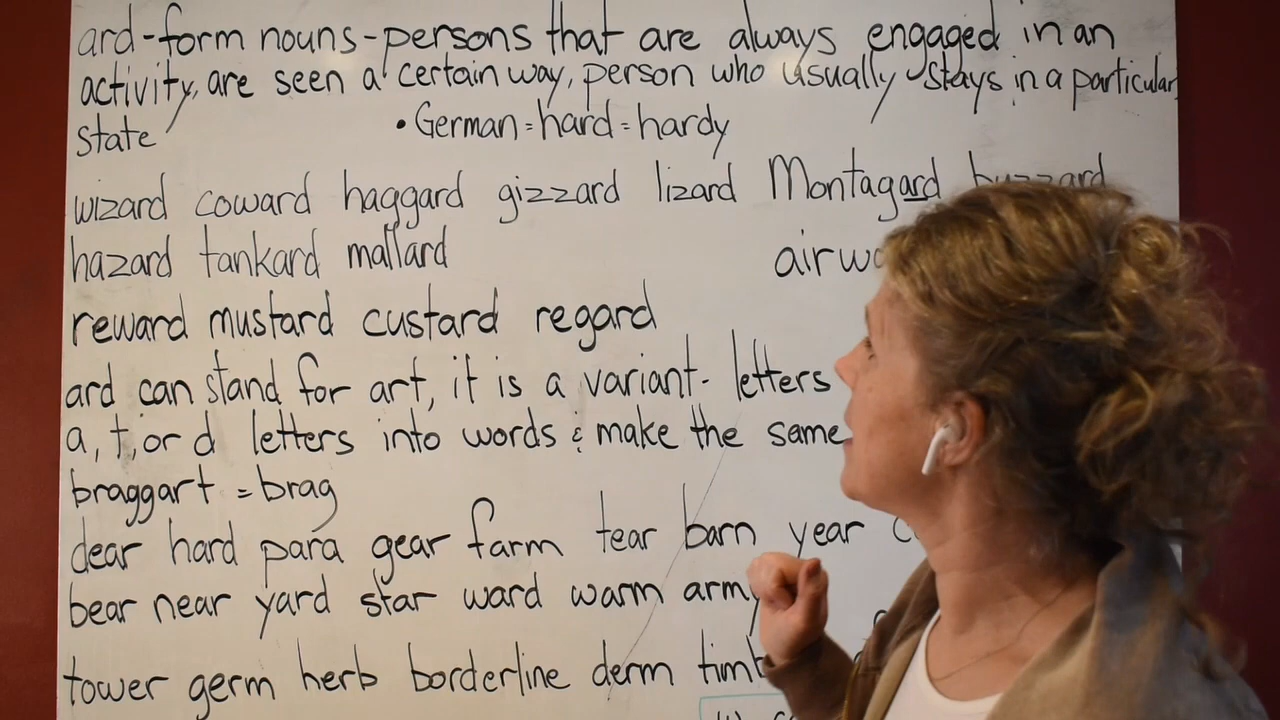 ard-form nouns-persons that are always engaged in an
activity, are seen a certain way, person who usually stays in a particular
state
• German = hard = hardy
wizard coward haggard gizzard lizard Montagard buzzard
hazard tankard mallard
reward mustard custard regard
ard can stand for art, it is a variant- letters
a, t, or d letters into words & make the same
braggart = brag
dear hard para gear farm tear barn year
bear near yard star ward warm army
tower germ herb borderline derm